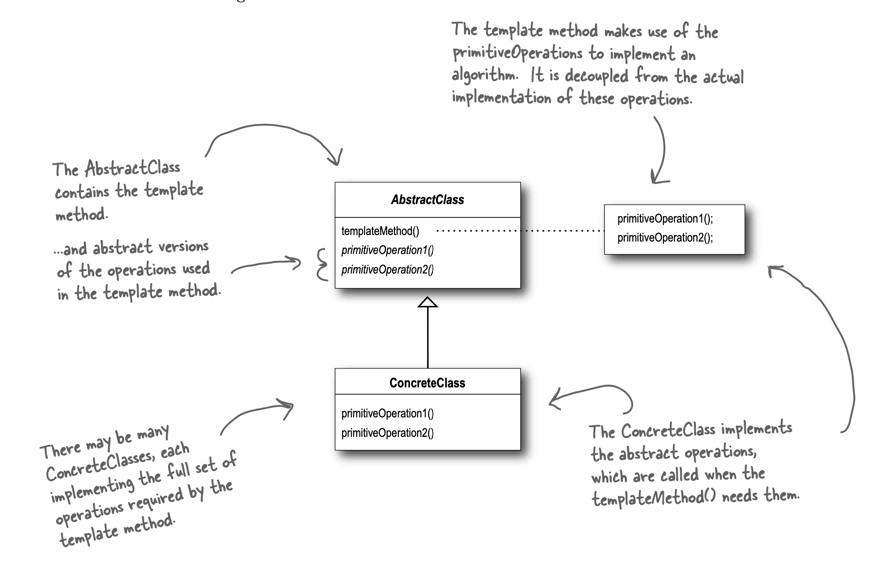 The template method makes use of the
primitiveOperations to implement an
algorithm. It is decoupled from the actual
implementation of these operations.
The AbstractClass
contains the template
method.
...and abstract versions
of the operations used
in the template method.
AbstractClass
templateMethod()
primitiveOperation1()
primitiveOperation2()
primitiveOperation1();
primitiveOperation2();
ConcreteClass
primitiveOperation1()
primitiveOperation2()
There may be many
ConcreteClasses, each
implementing the full set of
operations required by the
template method.
The ConcreteClass implements
the abstract operations,
which are called when the
templateMethod() needs them.